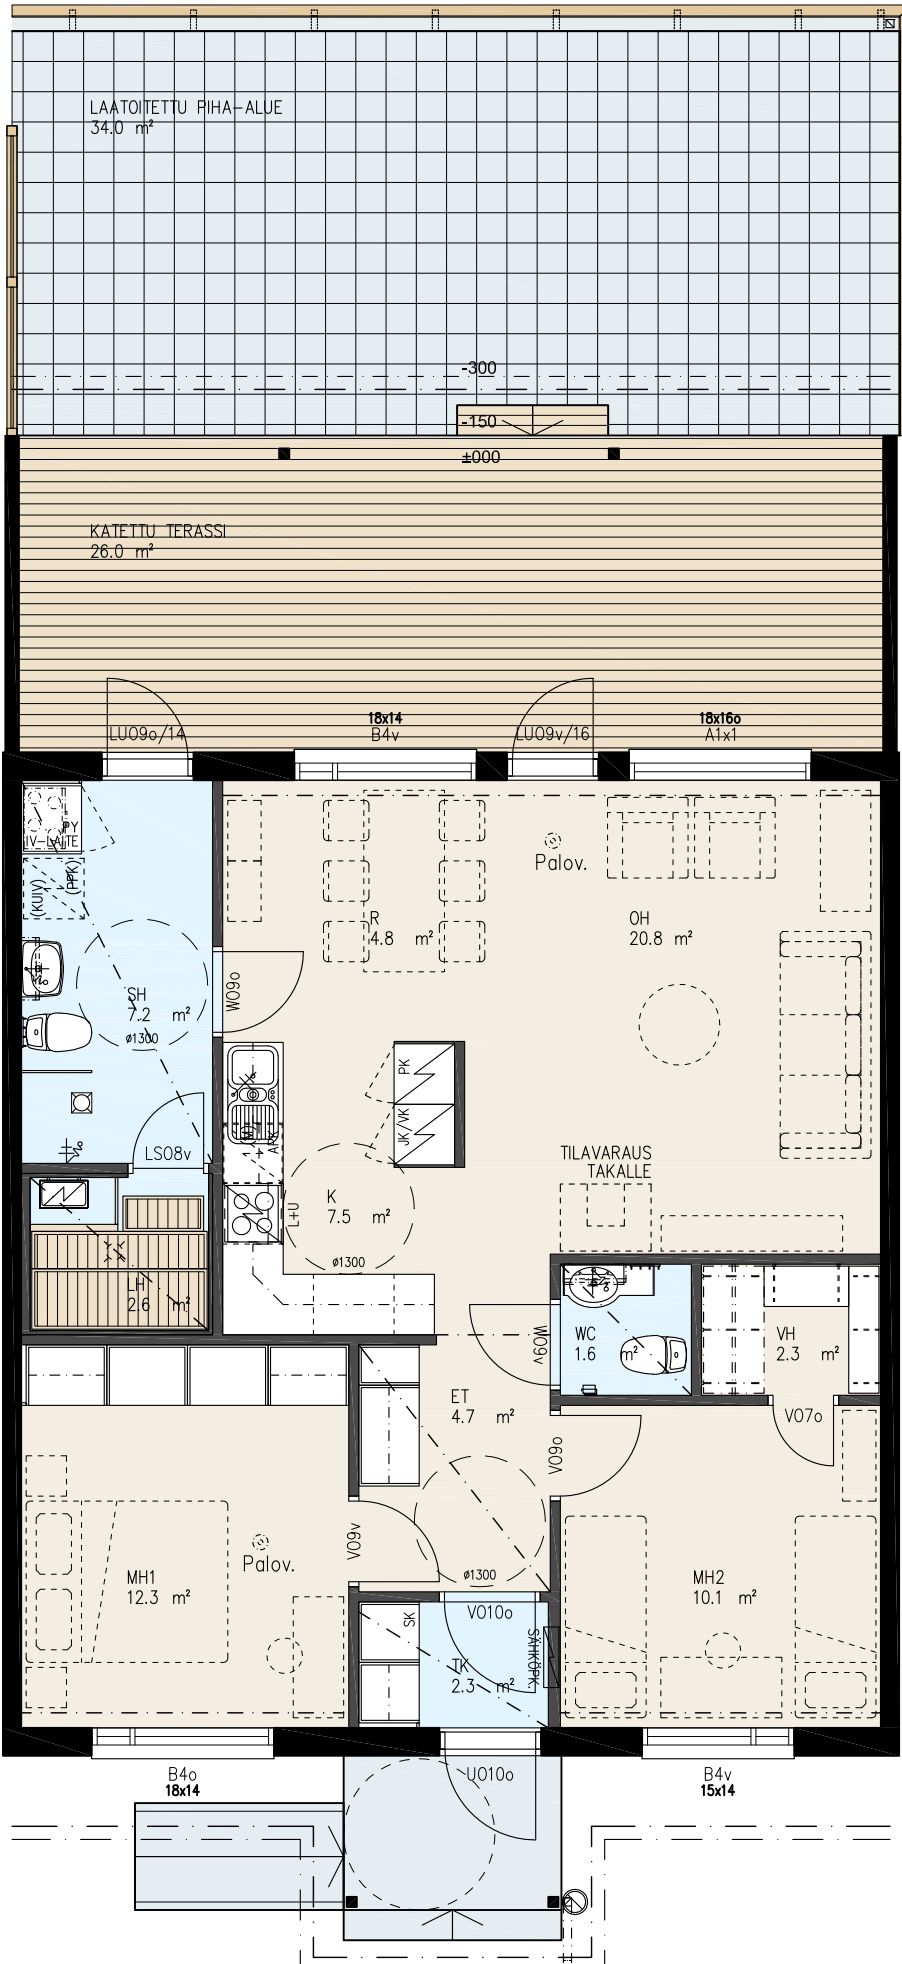 LAATOITETTU PIHA-ALUE
34.0 m²
-300
-150
±000
KATETTU TERASSI
26.0 m²
LU09o/14
18x14
B4v
LU09v/16
18x16o
A1x1
PY
IV-LAITE
(KUIV)
(PPK)
Palov.
R
4.8 m²
OH
20.8 m²
SH
7.2 m²
ø1300
W09o
PK
JK/VK
(M)
APK
LS08v
TILAVARAUS
TAKALLE
K
7.5 m²
L+U
ø1300
LH
2.6 m²
WC
1.6 m²
W09v
VH
2.3 m²
ET
4.7 m²
V07o
V09o
V09v
Palov.
MH1
12.3 m²
ø1300
MH2
10.1 m²
V010o
SK
SÄHKÖPK.
TK
2.3 m²
B4o
18x14
U010o
B4v
15x14